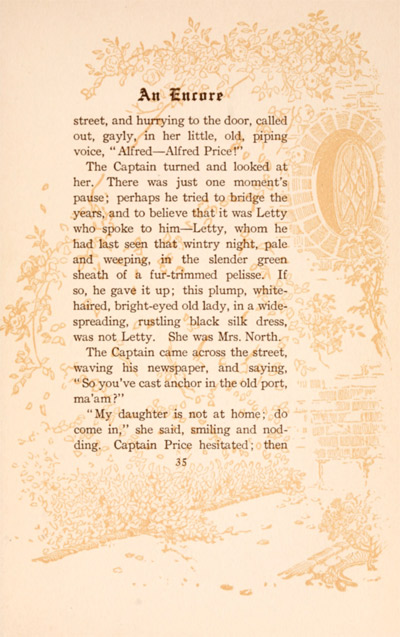 An Encore
street, and hurrying to the door, called
out, gayly, in her little, old, piping
voice, "Alfred—Alfred Price!"
The Captain turned and looked at
her. There was just one moment's
pause; perhaps he tried to bridge the
years, and to believe that it was Letty
who spoke to him—Letty, whom he
had last seen that wintry night, pale
and weeping, in the slender green
sheath of a fur-trimmed pelisse. If
so, he gave it up; this plump, white-
haired, bright-eyed old lady, in a wide-
spreading, rustling black silk dress,
was not Letty. She was Mrs. North.
The Captain came across the street,
waving his newspaper, and saying,
"So you've cast anchor in the old port,
ma'am?"
"My daughter is not at home; do
come in," she said, smiling and nod-
ding. Captain Price hesitated; then
35